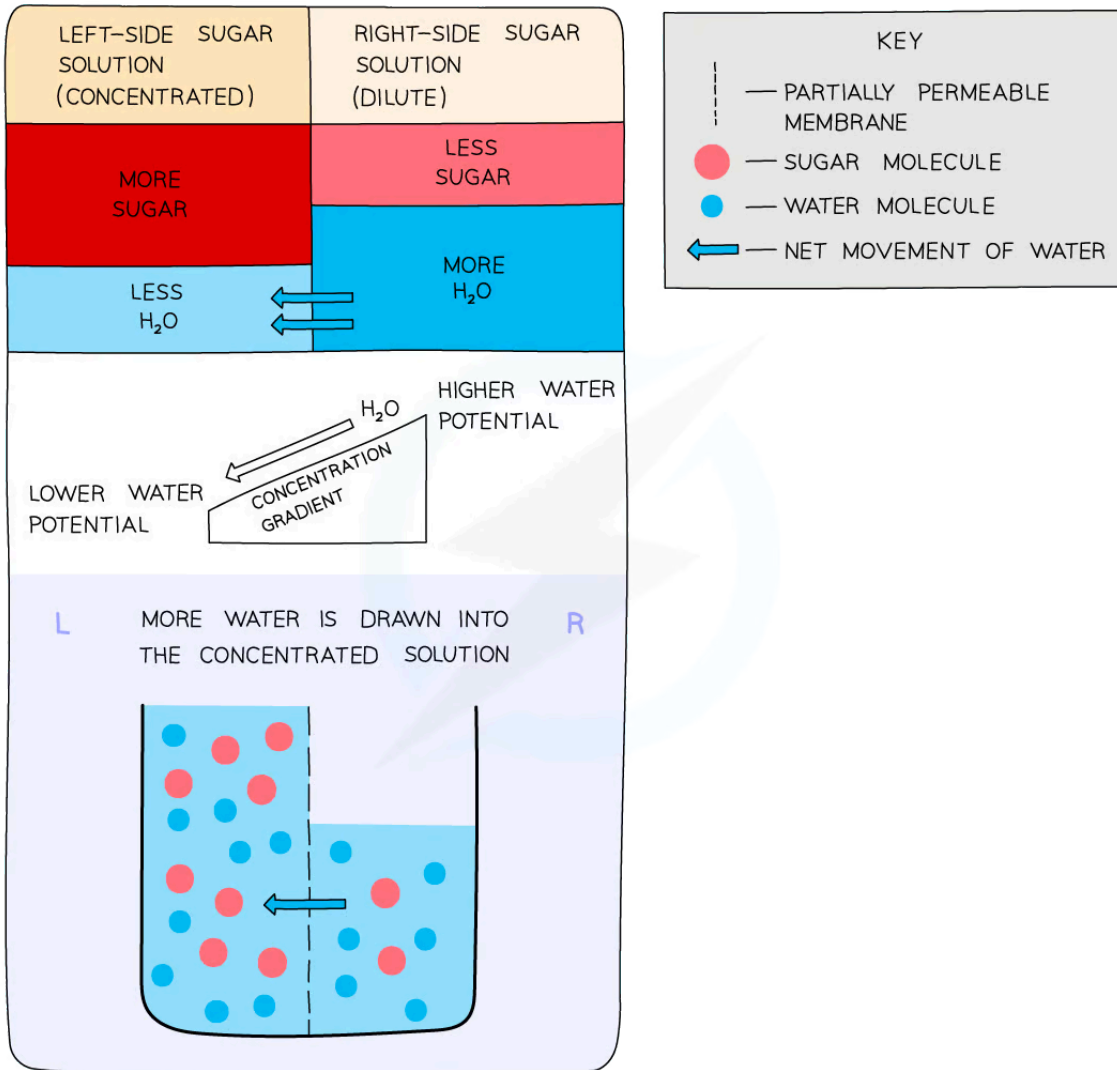 LEFT-SIDE SUGAR
SOLUTION
(CONCENTRATED)
RIGHT-SIDE SUGAR
SOLUTION
(DILUTE)
MORE
SUGAR
LESS
SUGAR
LESS
H₂O
MORE
H₂O
HIGHER WATER
POTENTIAL
H₂O
CONCENTRATION
GRADIENT
LOWER WATER
POTENTIAL
L
MORE WATER IS DRAWN INTO
THE CONCENTRATED SOLUTION
R
KEY
PARTIALLY PERMEABLE
MEMBRANE
SUGAR MOLECULE
WATER MOLECULE
NET MOVEMENT OF WATER